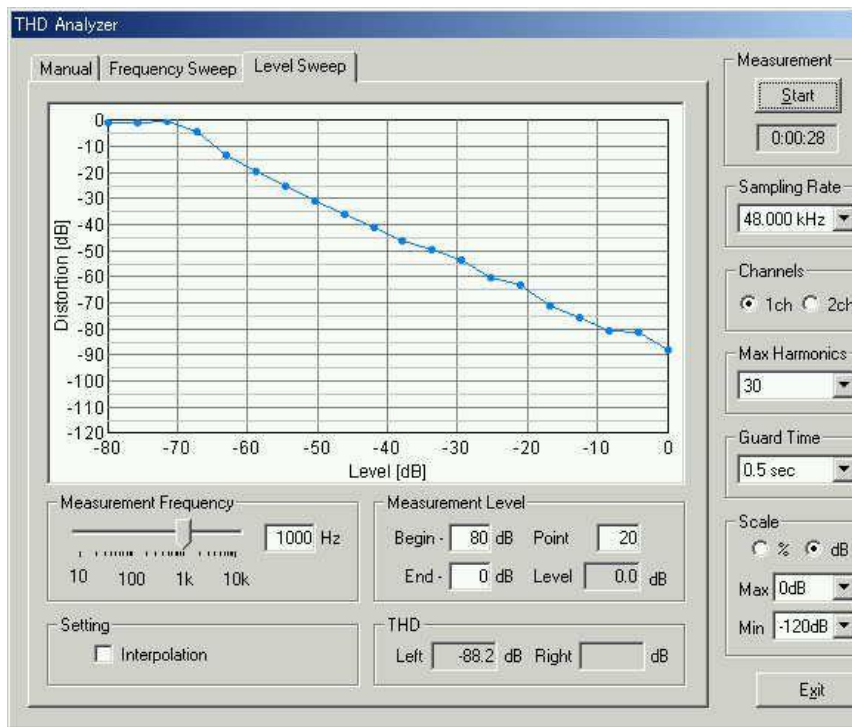 THD Analyzer
Manual
Frequency Sweep
Level Sweep
0
-10
-20
-30
-40
-50
-60
-70
-80
-90
-100
-110
-120
Distortion [dB]
-80 -70 -60 -50 -40 -30 -20 -10 0
Level [dB]
Measurement Frequency
1000 Hz
10 100 1k 10k
Measurement Level
Begin - 80 dB Point 20
End - 0 dB Level 0.0 dB
Setting
Interpolation
THD
Left -88.2 dB Right dB
Measurement
Start
0:00:28
Sampling Rate
48.000 kHz
Channels
1ch 2ch
Max Harmonics
30
Guard Time
0.5 sec
Scale
% dB
Max 0dB
Min -120dB
Exit